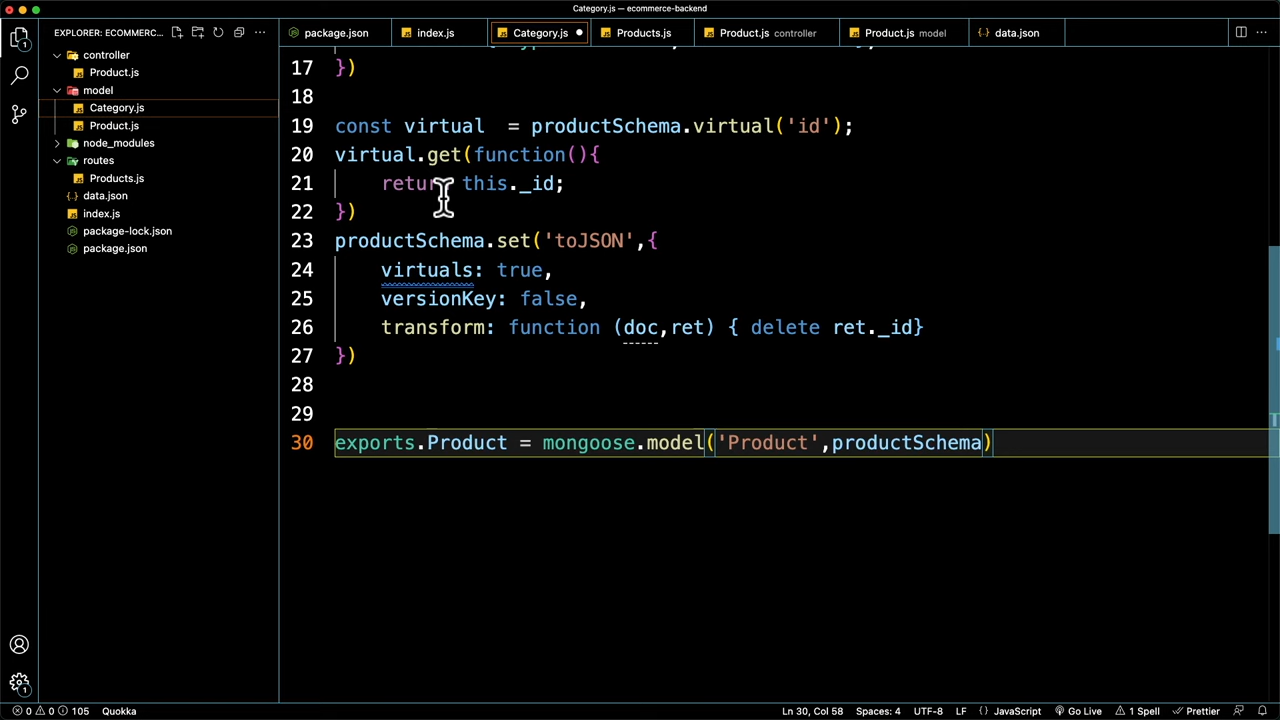 Category.js — ecommerce-backend
EXPLORER: ECOMMERC...
package.json
index.js
Category.js
Products.js
Product.js controller
Product.js model
data.json
controller
Product.js
model
Category.js
Product.js
node_modules
routes
Products.js
data.json
index.js
package-lock.json
package.json
17 })
18
19 const virtual  = productSchema.virtual('id');
20 virtual.get(function(){
21     return this._id;
22 })
23 productSchema.set('toJSON',{
24     virtuals: true,
25     versionKey: false,
26     transform: function (doc,ret) { delete ret._id}
27 })
28
29
30 exports.Product = mongoose.model('Product',productSchema)
1
1
0 0 105 Quokka Ln 30, Col 58 Spaces: 4 UTF-8 LF {} JavaScript Go Live 1 Spell Prettier